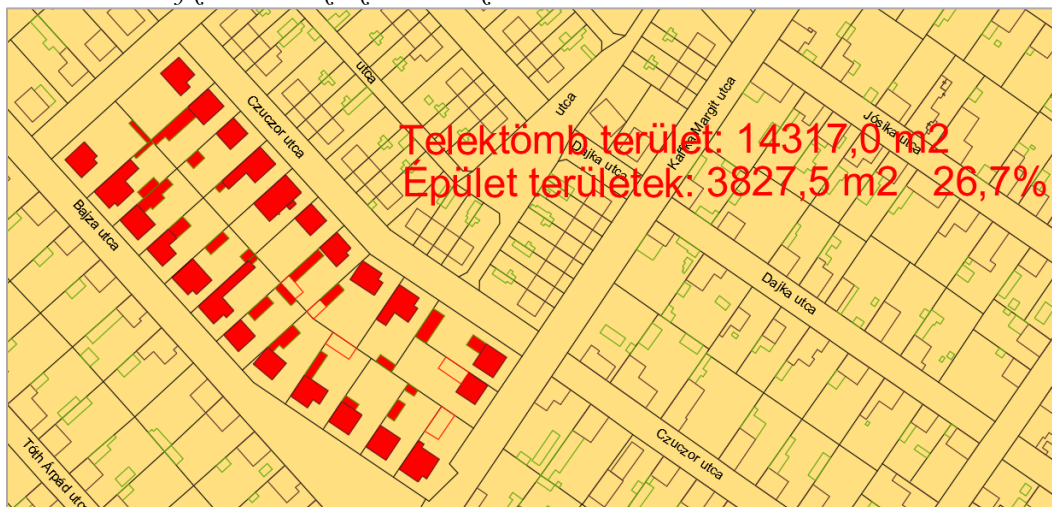 utca
Czuczor utca
utca
Kaffka Margit utca
Jósika utca
Telektömb terület: 14317,0 m2
Dajka utca
Épület területek: 3827,5 m2 26,7%
Bajza utca
Dajka utca
Czuczor utca
Tóth Árpád utca